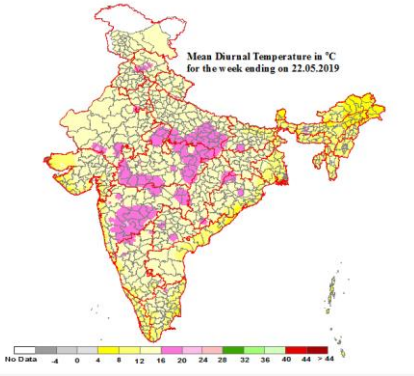 Mean Diurnal Temperature in °C
for the week ending on 22.05.2019
No Data -4 0 4 8 12 16 20 24 28 32 36 40 44 > 44